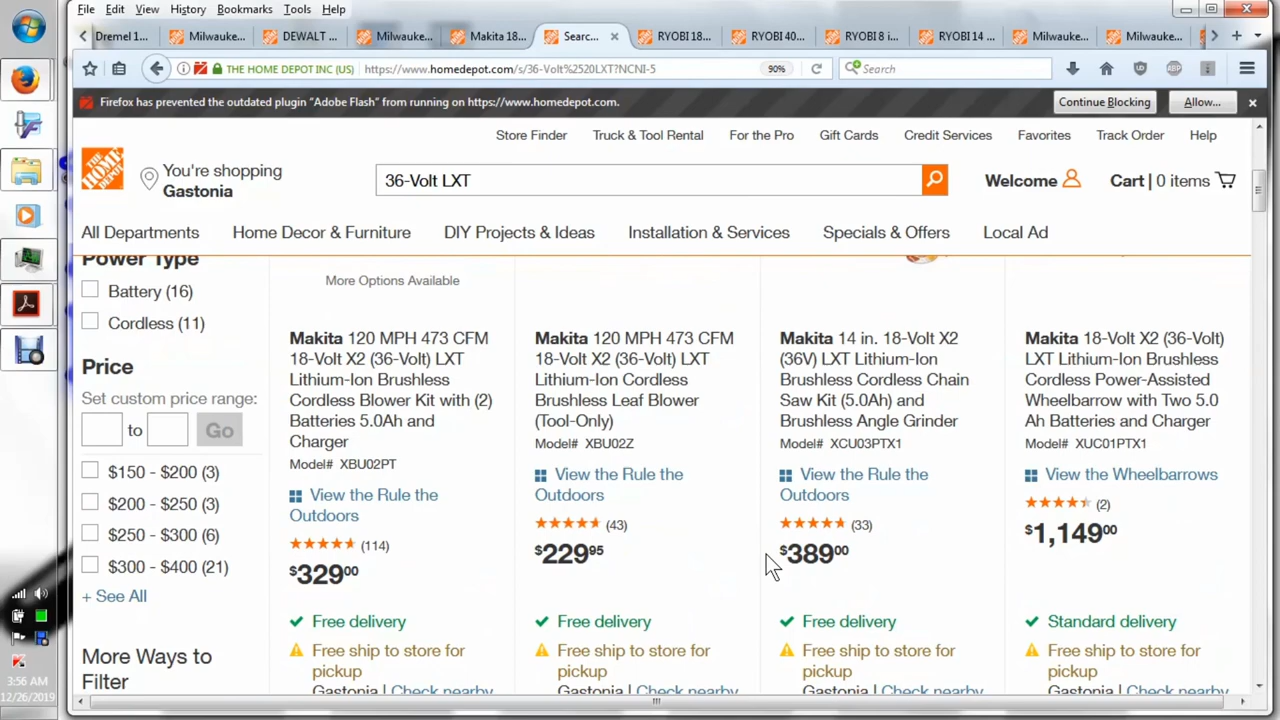 File Edit View History Bookmarks Tools Help
Dremel 1... Milwauke... DEWALT ... Milwauke... Makita 18... Searc... RYOBI 18... RYOBI 40... RYOBI 8 i... RYOBI 14 ... Milwauke... Milwauke...
THE HOME DEPOT INC (US) https://www.homedepot.com/s/36-Volt%2520LXT?NCNI-5 90% Search
Firefox has prevented the outdated plugin “Adobe Flash” from running on https://www.homedepot.com. Continue Blocking Allow...
Store Finder Truck & Tool Rental For the Pro Gift Cards Credit Services Favorites Track Order Help
THE HOME DEPOT
You're shopping
Gastonia
36-Volt LXT
Welcome
Cart | 0 items
All Departments Home Decor & Furniture DIY Projects & Ideas Installation & Services Specials & Offers Local Ad
Power Type
Battery (16)
Cordless (11)
Price
Set custom price range:
to Go
$150 - $200 (3)
$200 - $250 (3)
$250 - $300 (6)
$300 - $400 (21)
+ See All
More Ways to
Filter
More Options Available
Makita 120 MPH 473 CFM
18-Volt X2 (36-Volt) LXT
Lithium-Ion Brushless
Cordless Blower Kit with (2)
Batteries 5.0Ah and
Charger
Model# XBU02PT
View the Rule the
Outdoors
(114)
$329.00
Free delivery
Free ship to store for
pickup
Gastonia | Check nearby
Makita 120 MPH 473 CFM
18-Volt X2 (36-Volt) LXT
Lithium-Ion Cordless
Brushless Leaf Blower
(Tool-Only)
Model# XBU02Z
View the Rule the
Outdoors
(43)
$229.95
Free delivery
Free ship to store for
pickup
Gastonia | Check nearby
Makita 14 in. 18-Volt X2
(36V) LXT Lithium-Ion
Brushless Cordless Chain
Saw Kit (5.0Ah) and
Brushless Angle Grinder
Model# XCU03PTX1
View the Rule the
Outdoors
(33)
$389.00
Free delivery
Free ship to store for
pickup
Gastonia | Check nearby
Makita 18-Volt X2 (36-Volt)
LXT Lithium-Ion Brushless
Cordless Power-Assisted
Wheelbarrow with Two 5.0
Ah Batteries and Charger
Model# XUC01PTX1
View the Wheelbarrows
(2)
$1,149.00
Standard delivery
Free ship to store for
pickup
Gastonia | Check nearby
3:56 AM
12/26/2019